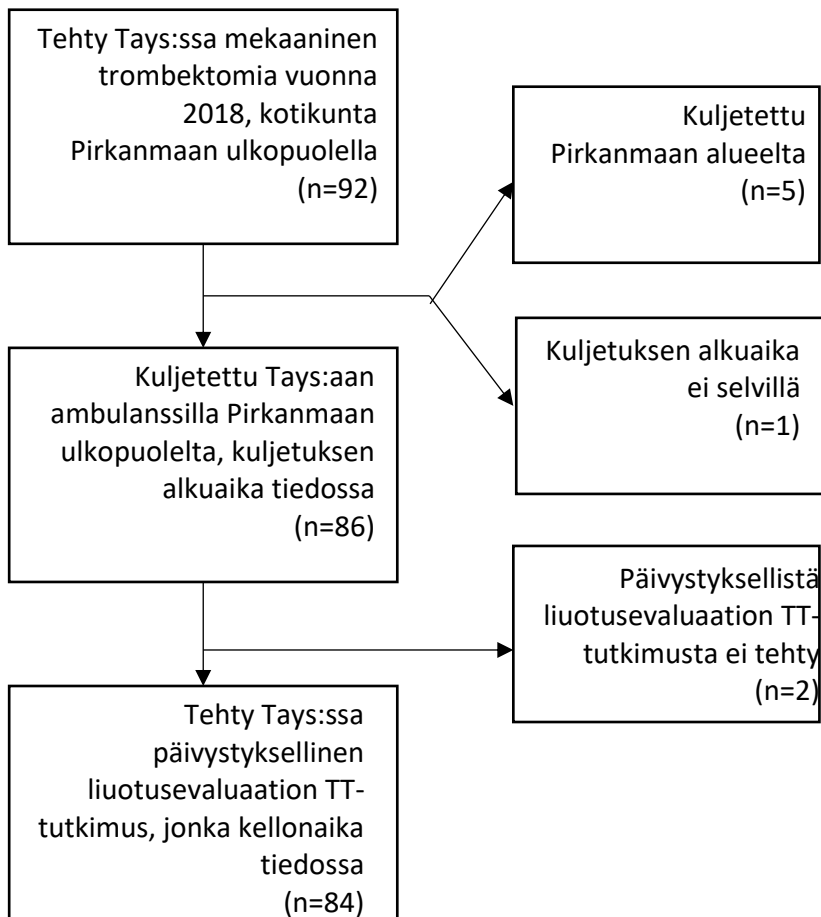 Tehty Tays:ssa mekaaninen
trombektomia vuonna
2018, kotikunta
Pirkanmaan ulkopuolella
(n=92)
Kuljetettu
Pirkanmaan alueelta
(n=5)
Kuljetuksen alkuaika
ei selvillä
(n=1)
Kuljetettu Tays:aan
ambulanssilla Pirkanmaan
ulkopuolelta, kuljetuksen
alkuaika tiedossa
(n=86)
Päivystyksellistä
liuotusevaluaation TT-
tutkimusta ei tehty
(n=2)
Tehty Tays:ssa
päivystyksellinen
liuotusevaluaation TT-
tutkimus, jonka kellonaika
tiedossa
(n=84)